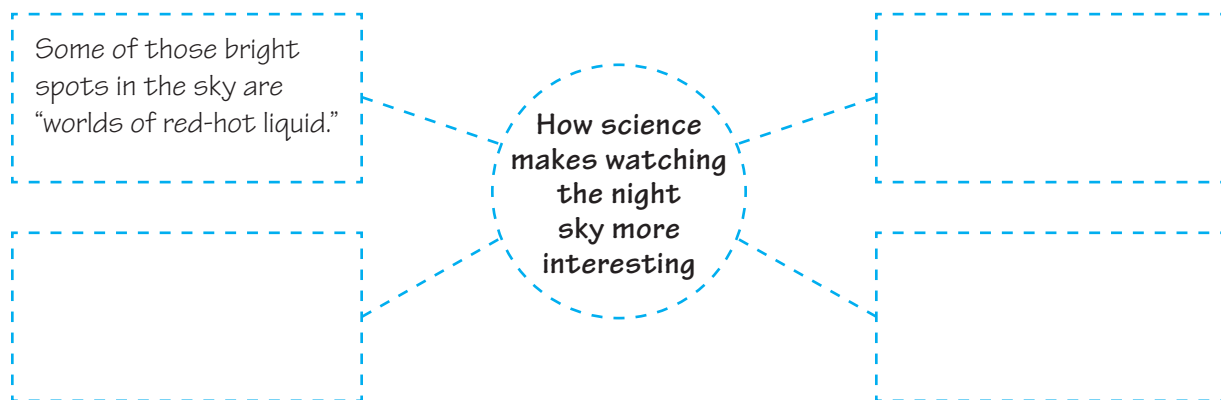 Some of those bright
spots in the sky are
“worlds of red-hot liquid.”
How science
makes watching
the night
sky more
interesting